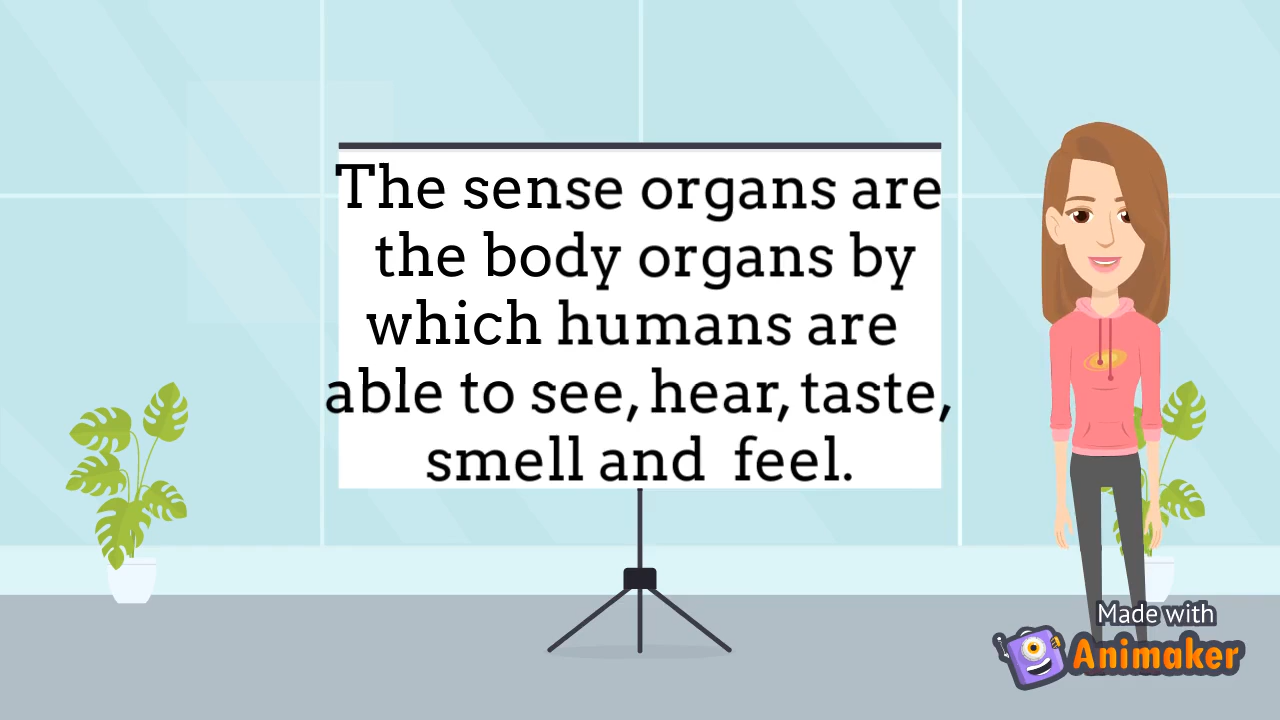 The sense organs are
the body organs by
which humans are
able to see, hear, taste,
smell and feel.
Made with
Animaker